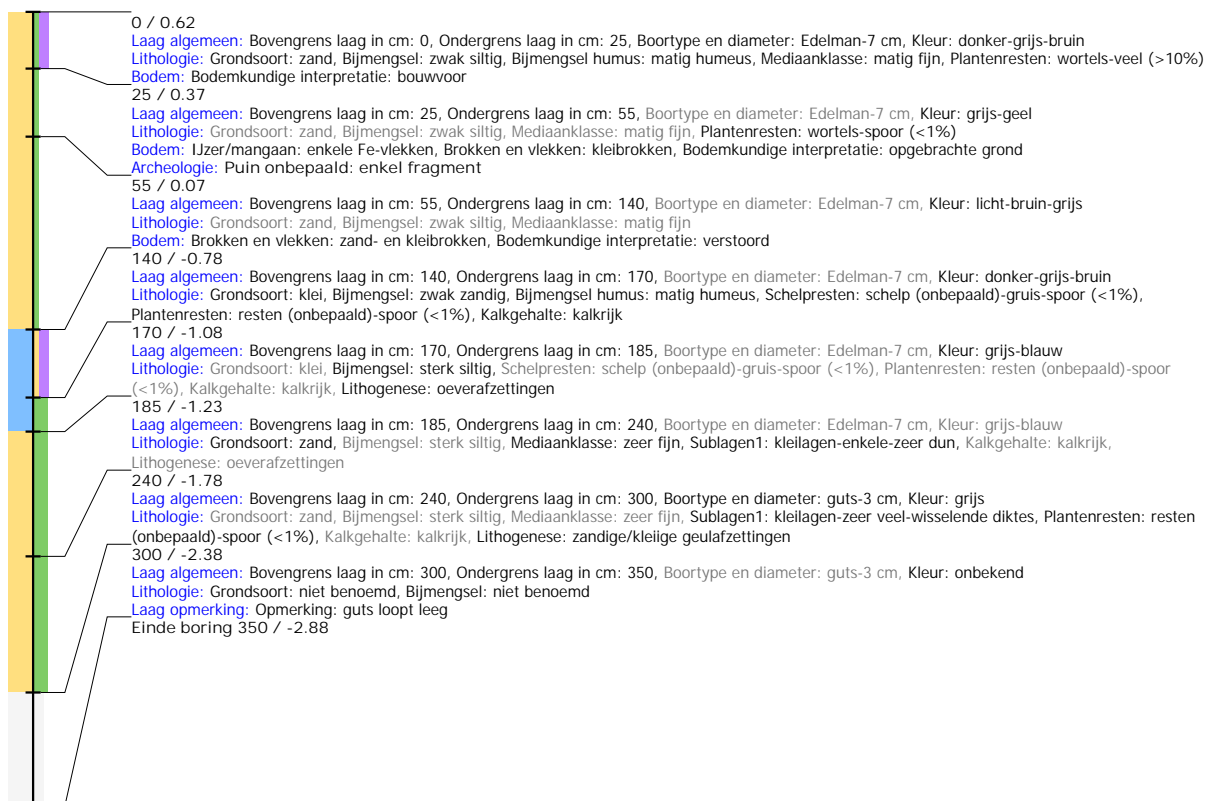 0 / 0.62
Laag algemeen: Bovengrens laag in cm: 0, Ondergrens laag in cm: 25, Boortype en diameter: Edelman-7 cm, Kleur: donker-grijs-bruin
Lithologie: Grondsoort: zand, Bijmengsel: zwak siltig, Bijmengsel humus: matig humeus, Mediaanklasse: matig fijn, Plantenresten: wortels-veel (>10%)
Bodem: Bodemkundige interpretatie: bouwvoor
25 / 0.37
Laag algemeen: Bovengrens laag in cm: 25, Ondergrens laag in cm: 55, Boortype en diameter: Edelman-7 cm, Kleur: grijs-geel
Lithologie: Grondsoort: zand, Bijmengsel: zwak siltig, Mediaanklasse: matig fijn, Plantenresten: wortels-spoor (<1%)
Bodem: IJzer/mangaan: enkele Fe-vlekken, Brokken en vlekken: kleibrokken, Bodemkundige interpretatie: opgebrachte grond
Archeologie: Puin onbepaald: enkel fragment
55 / 0.07
Laag algemeen: Bovengrens laag in cm: 55, Ondergrens laag in cm: 140, Boortype en diameter: Edelman-7 cm, Kleur: licht-bruin-grijs
Lithologie: Grondsoort: zand, Bijmengsel: zwak siltig, Mediaanklasse: matig fijn
Bodem: Brokken en vlekken: zand- en kleibrokken, Bodemkundige interpretatie: verstoord
140 / -0.78
Laag algemeen: Bovengrens laag in cm: 140, Ondergrens laag in cm: 170, Boortype en diameter: Edelman-7 cm, Kleur: donker-grijs-bruin
Lithologie: Grondsoort: klei, Bijmengsel: zwak zandig, Bijmengsel humus: matig humeus, Schelpresten: schelp (onbepaald)-gruis-spoor (<1%),
Plantenresten: resten (onbepaald)-spoor (<1%), Kalkgehalte: kalkrijk
170 / -1.08
Laag algemeen: Bovengrens laag in cm: 170, Ondergrens laag in cm: 185, Boortype en diameter: Edelman-7 cm, Kleur: grijs-blauw
Lithologie: Grondsoort: klei, Bijmengsel: sterk siltig, Schelpresten: schelp (onbepaald)-gruis-spoor (<1%), Plantenresten: resten (onbepaald)-spoor
(<1%), Kalkgehalte: kalkrijk, Lithogenese: oeverafzettingen
185 / -1.23
Laag algemeen: Bovengrens laag in cm: 185, Ondergrens laag in cm: 240, Boortype en diameter: Edelman-7 cm, Kleur: grijs-blauw
Lithologie: Grondsoort: zand, Bijmengsel: sterk siltig, Mediaanklasse: zeer fijn, Sublagen1: kleilagen-enkele-zeer dun, Kalkgehalte: kalkrijk,
Lithogenese: oeverafzettingen
240 / -1.78
Laag algemeen: Bovengrens laag in cm: 240, Ondergrens laag in cm: 300, Boortype en diameter: guts-3 cm, Kleur: grijs
Lithologie: Grondsoort: zand, Bijmengsel: sterk siltig, Mediaanklasse: zeer fijn, Sublagen1: kleilagen-zeer veel-wisselende diktes, Plantenresten: resten
(onbepaald)-spoor (<1%), Kalkgehalte: kalkrijk, Lithogenese: zandige/kleiige geulafzettingen
300 / -2.38
Laag algemeen: Bovengrens laag in cm: 300, Ondergrens laag in cm: 350, Boortype en diameter: guts-3 cm, Kleur: onbekend
Lithologie: Grondsoort: niet benoemd, Bijmengsel: niet benoemd
Laag opmerking: Opmerking: guts loopt leeg
Einde boring 350 / -2.88